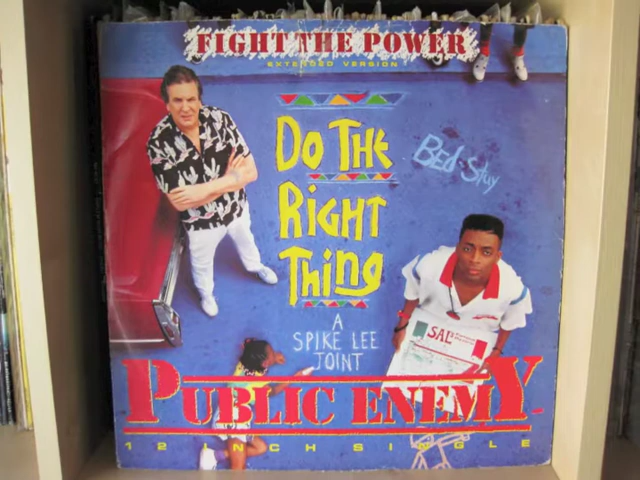 FIGHT THE POWER
EXTENDED VERSION
DO THE
RIGHT
THING
BED-Stuy
A
SPIKE LEE
JOINT
SAL'
PUBLIC ENEMY
12 INCH SINGLE